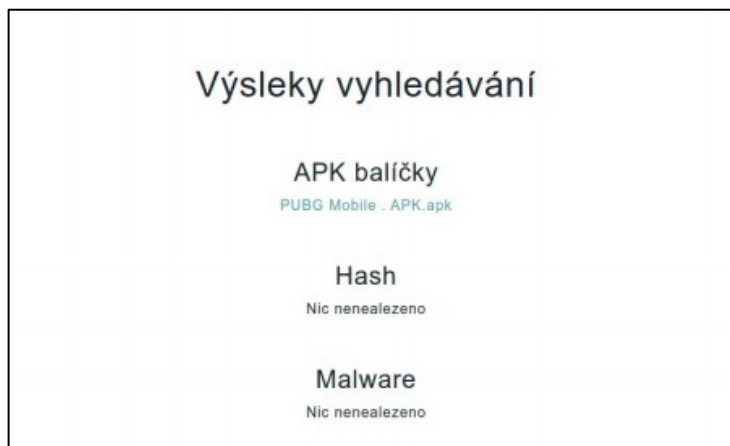 Výsleky vyhledávání
APK balíčky
PUBG Mobile . APK.apk
Hash
Nic nenealezeno
Malware
Nic nenealezeno